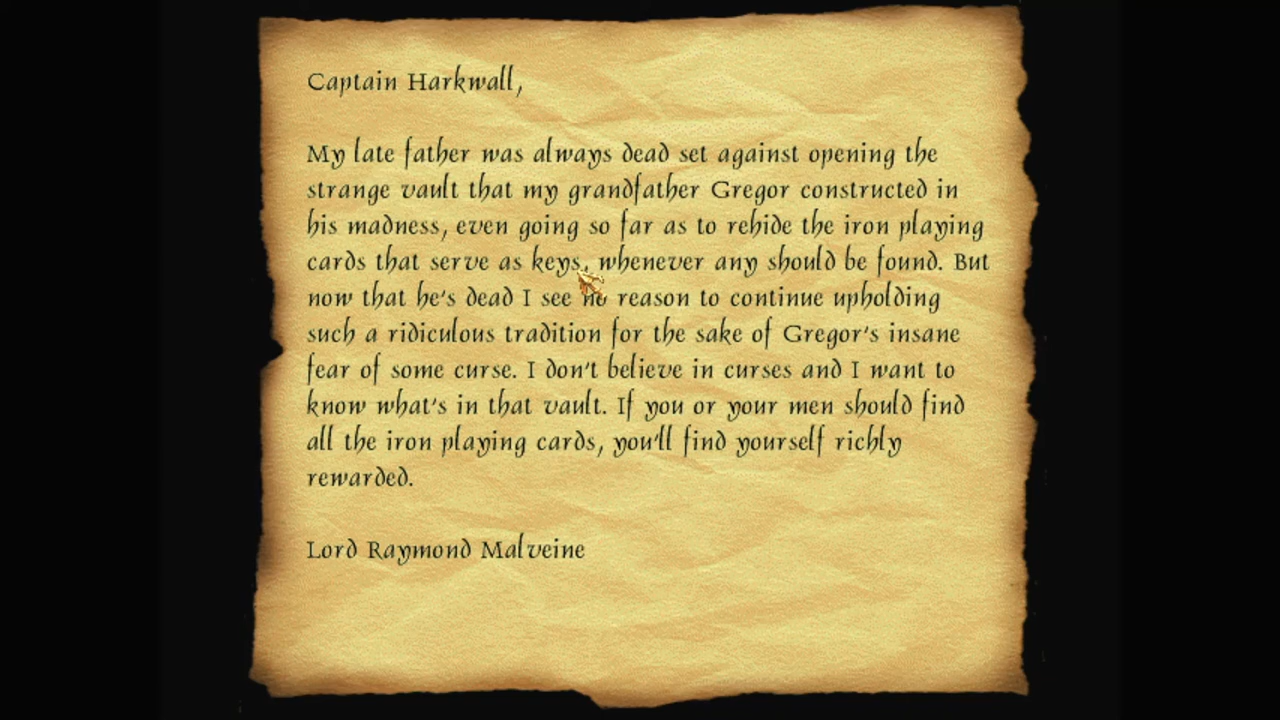 Captain Harkwall,
My late father was always dead set against opening the
strange vault that my grandfather Gregor constructed in
his madness, even going so far as to rehide the iron playing
cards that serve as keys, whenever any should be found. But
now that he's dead I see no reason to continue upholding
such a ridiculous tradition for the sake of Gregor's insane
fear of some curse. I don't believe in curses and I want to
know what's in that vault. If you or your men should find
all the iron playing cards, you'll find yourself richly
rewarded.
Lord Raymond Malveine